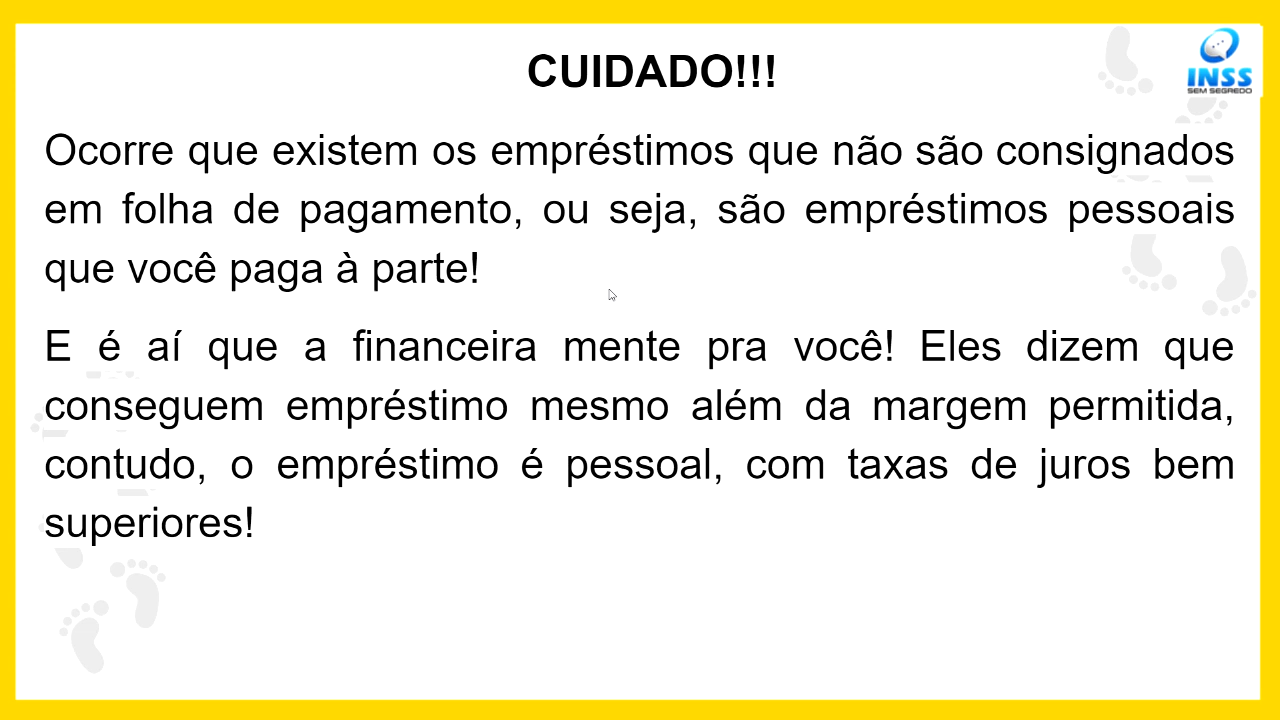 INSS
SEM SEGREDO
CUIDADO!!!
Ocorre que existem os empréstimos que não são consignados
em folha de pagamento, ou seja, são empréstimos pessoais
que você paga à parte!
E é aí que a financeira mente pra você! Eles dizem que
conseguem empréstimo mesmo além da margem permitida,
contudo, o empréstimo é pessoal, com taxas de juros bem
superiores!